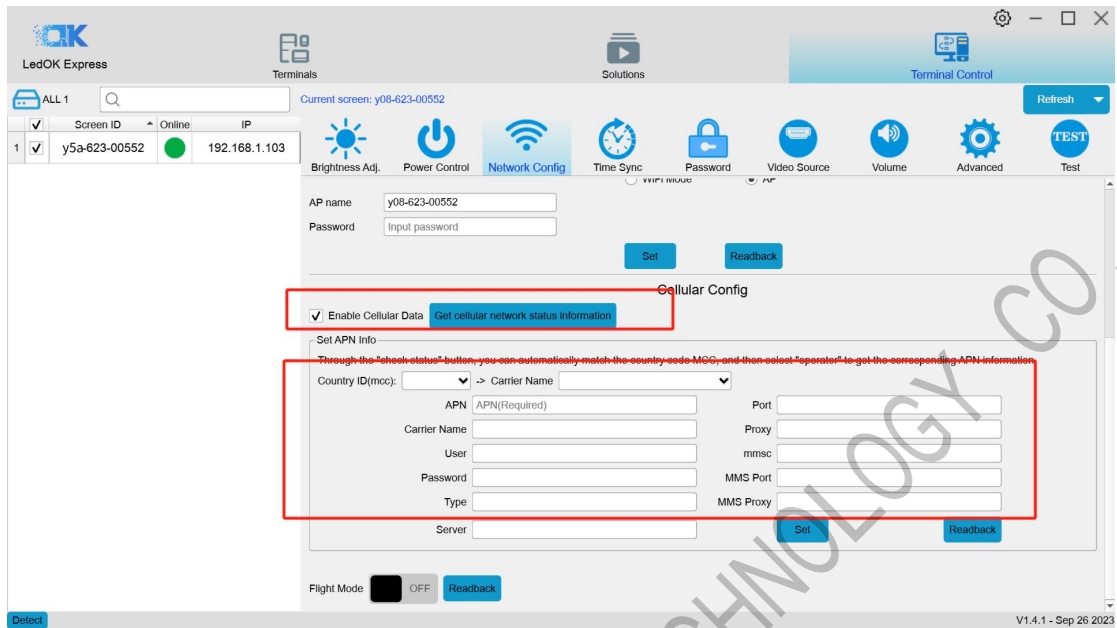 LedOK Express
Terminals
Solutions
Terminal Control
ALL 1
Current screen: y08-623-00552
Refresh
Screen ID Online IP
1 y5a-623-00552 192.168.1.103
Brightness Adj. Power Control Network Config Time Sync Password Video Source Volume Advanced Test
TEST
WIFI Mode AP
AP name y08-623-00552
Password Input password
Set Readback
Cellular Config
Enable Cellular Data Get cellular network status information
Set APN Info
Through the "check status" button, you can automatically match the country code MCC, and then select "operator" to get the corresponding APN information
Country ID(mcc): -> Carrier Name
APN APN(Required) Port
Carrier Name Proxy
User mmsc
Password MMS Port
Type MMS Proxy
Server Set Readback
Flight Mode OFF Readback
Detect V1.4.1 - Sep 26 2023